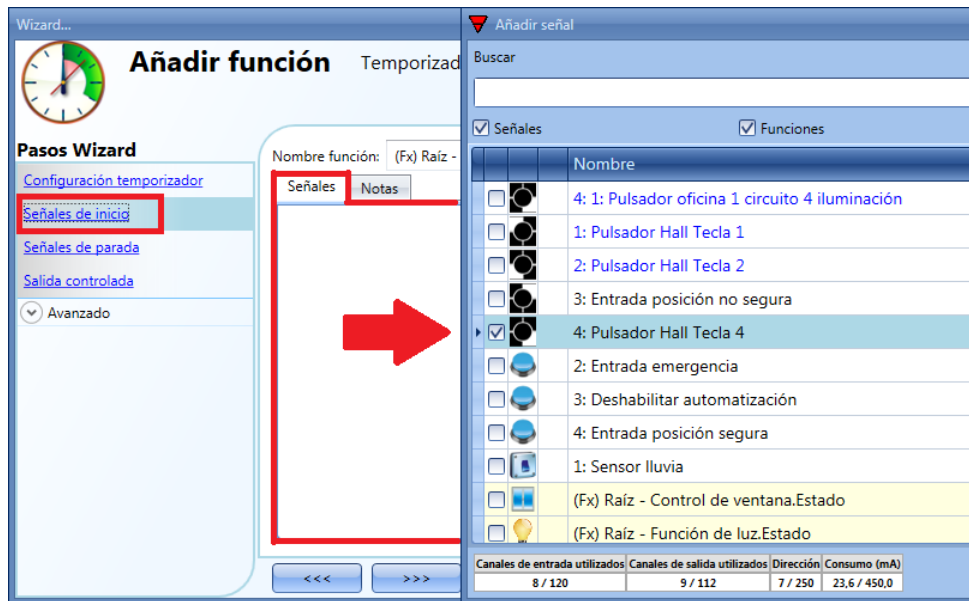 Wizard...
Añadir función Temporizad
Pasos Wizard
Configuración temporizador
Señales de inicio
Señales de parada
Salida controlada
Avanzado
Nombre función: (Fx) Raíz -
Señales Notas
<<< >>>
Añadir señal
Buscar
Señales Funciones
Nombre
4: 1: Pulsador oficina 1 circuito 4 iluminación
1: Pulsador Hall Tecla 1
2: Pulsador Hall Tecla 2
3: Entrada posición no segura
4: Pulsador Hall Tecla 4
2: Entrada emergencia
3: Deshabilitar automatización
4: Entrada posición segura
1: Sensor lluvia
(Fx) Raíz - Control de ventana.Estado
(Fx) Raíz - Función de luz.Estado
Canales de entrada utilizados Canales de salida utilizados Dirección Consumo (mA)
8 / 120 9 / 112 7 / 250 23,6 / 450,0